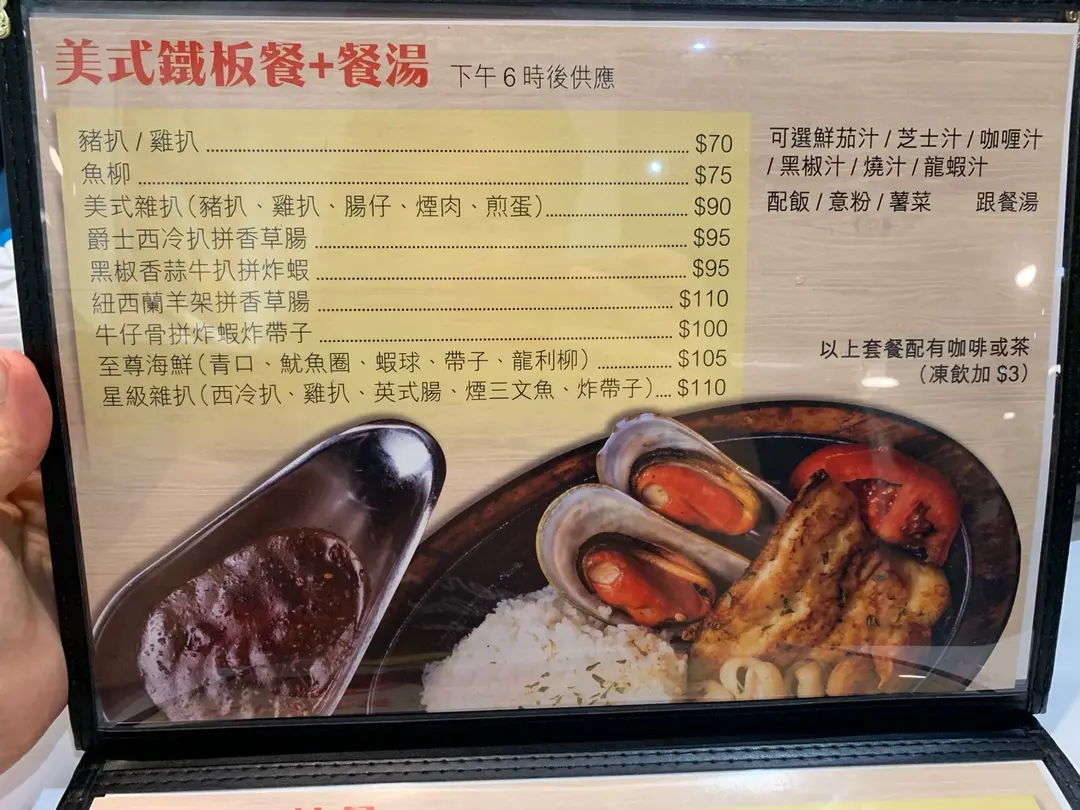 美式鐵板餐+餐湯 下午6時後供應
豬扒 / 雞扒 $70
魚柳 $75
美式雜扒(豬扒、雞扒、腸仔、煙肉、煎蛋) $90
爵士西冷扒拼香草腸 $95
黑椒香蒜牛扒拼炸蝦 $95
紐西蘭羊架拼香草腸 $110
牛仔骨拼炸蝦炸帶子 $100
至尊海鮮(青口、魷魚圈、蝦球、帶子、龍利柳) $105
星級雜扒(西冷扒、雞扒、英式腸、煙三文魚、炸帶子) $110
可選鮮茄汁 / 芝士汁 / 咖喱汁
/ 黑椒汁 / 燒汁 / 龍蝦汁
配飯 / 意粉 / 薯菜 跟餐湯
以上套餐配有咖啡或茶
(凍飲加 $3)